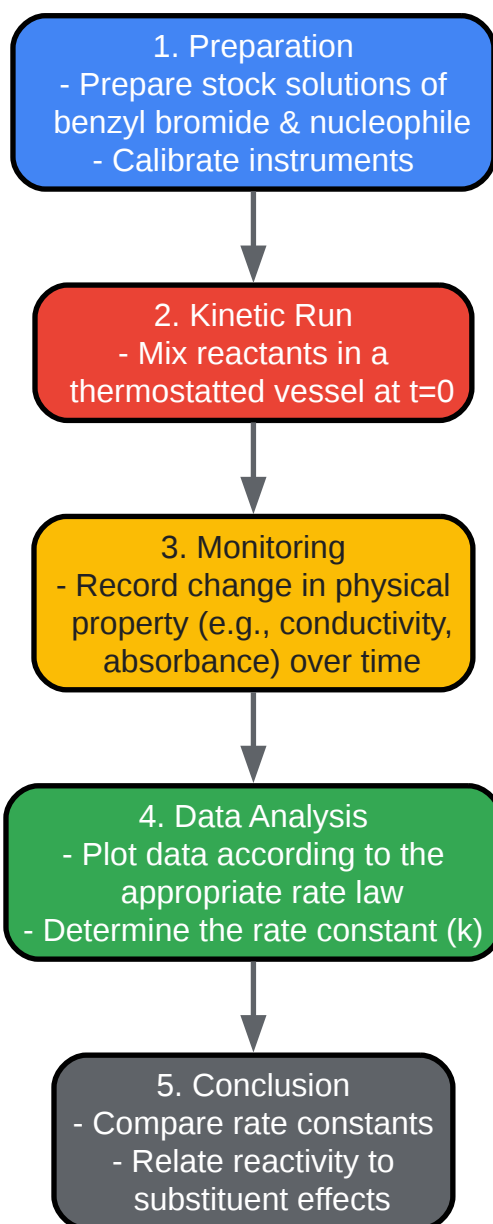 1. Preparation
- Prepare stock solutions of
benzyl bromide & nucleophile
- Calibrate instruments
2. Kinetic Run
- Mix reactants in a
thermostatted vessel at t=0
3. Monitoring
- Record change in physical
property (e.g., conductivity,
absorbance) over time
4. Data Analysis
- Plot data according to the
appropriate rate law
- Determine the rate constant (k)
5. Conclusion
- Compare rate constants
- Relate reactivity to
substituent effects